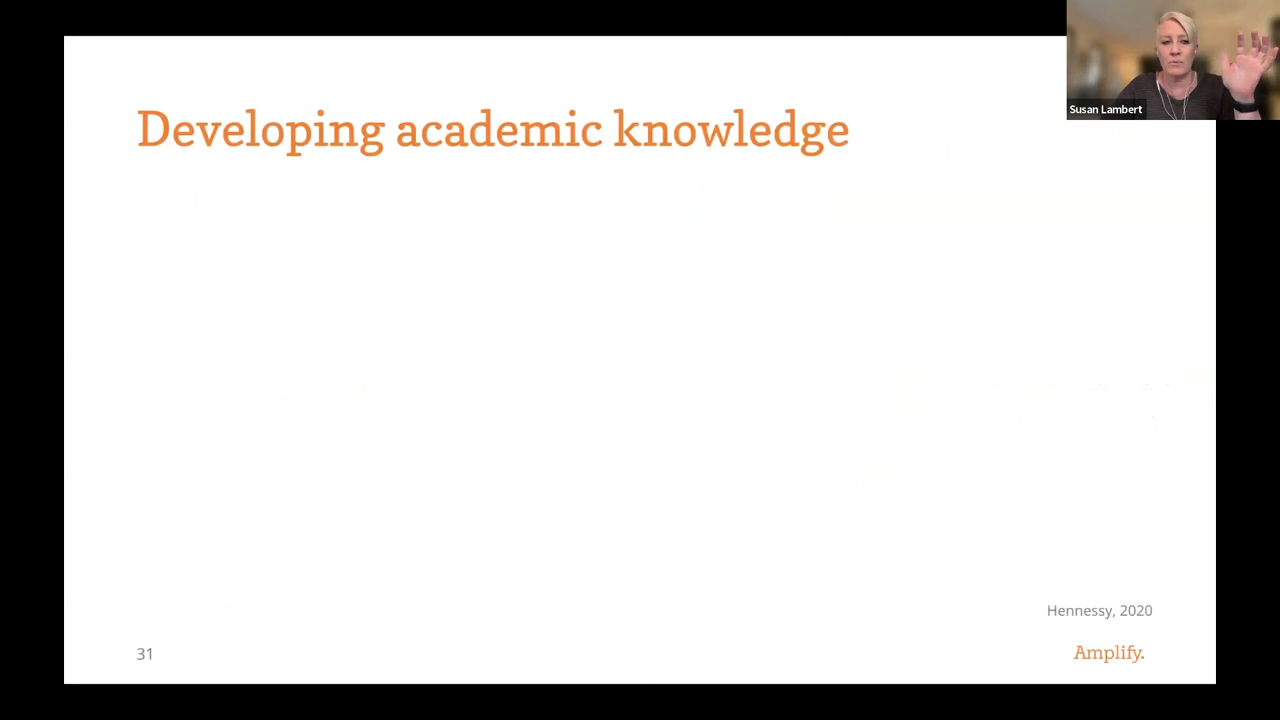 Developing academic knowledge
Susan Lambert
Hennessy, 2020
31
Amplify.